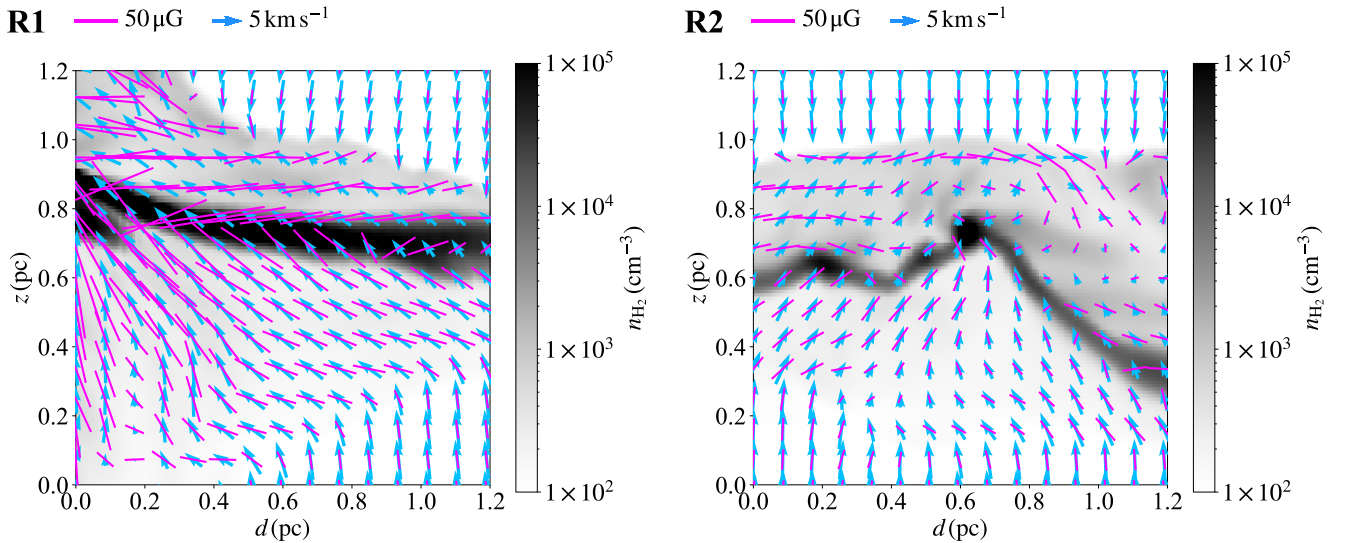 R1 50 μG 5 km s⁻¹
1.2
1.0
0.8
0.6
0.4
0.2
0.0
z (pc)
0.0 0.2 0.4 0.6 0.8 1.0 1.2
d (pc)
1 × 10⁵
1 × 10⁴
1 × 10³
1 × 10²
n_H₂ (cm⁻³)
R2 50 μG 5 km s⁻¹
1.2
1.0
0.8
0.6
0.4
0.2
0.0
z (pc)
0.0 0.2 0.4 0.6 0.8 1.0 1.2
d (pc)
1 × 10⁵
1 × 10⁴
1 × 10³
1 × 10²
n_H₂ (cm⁻³)